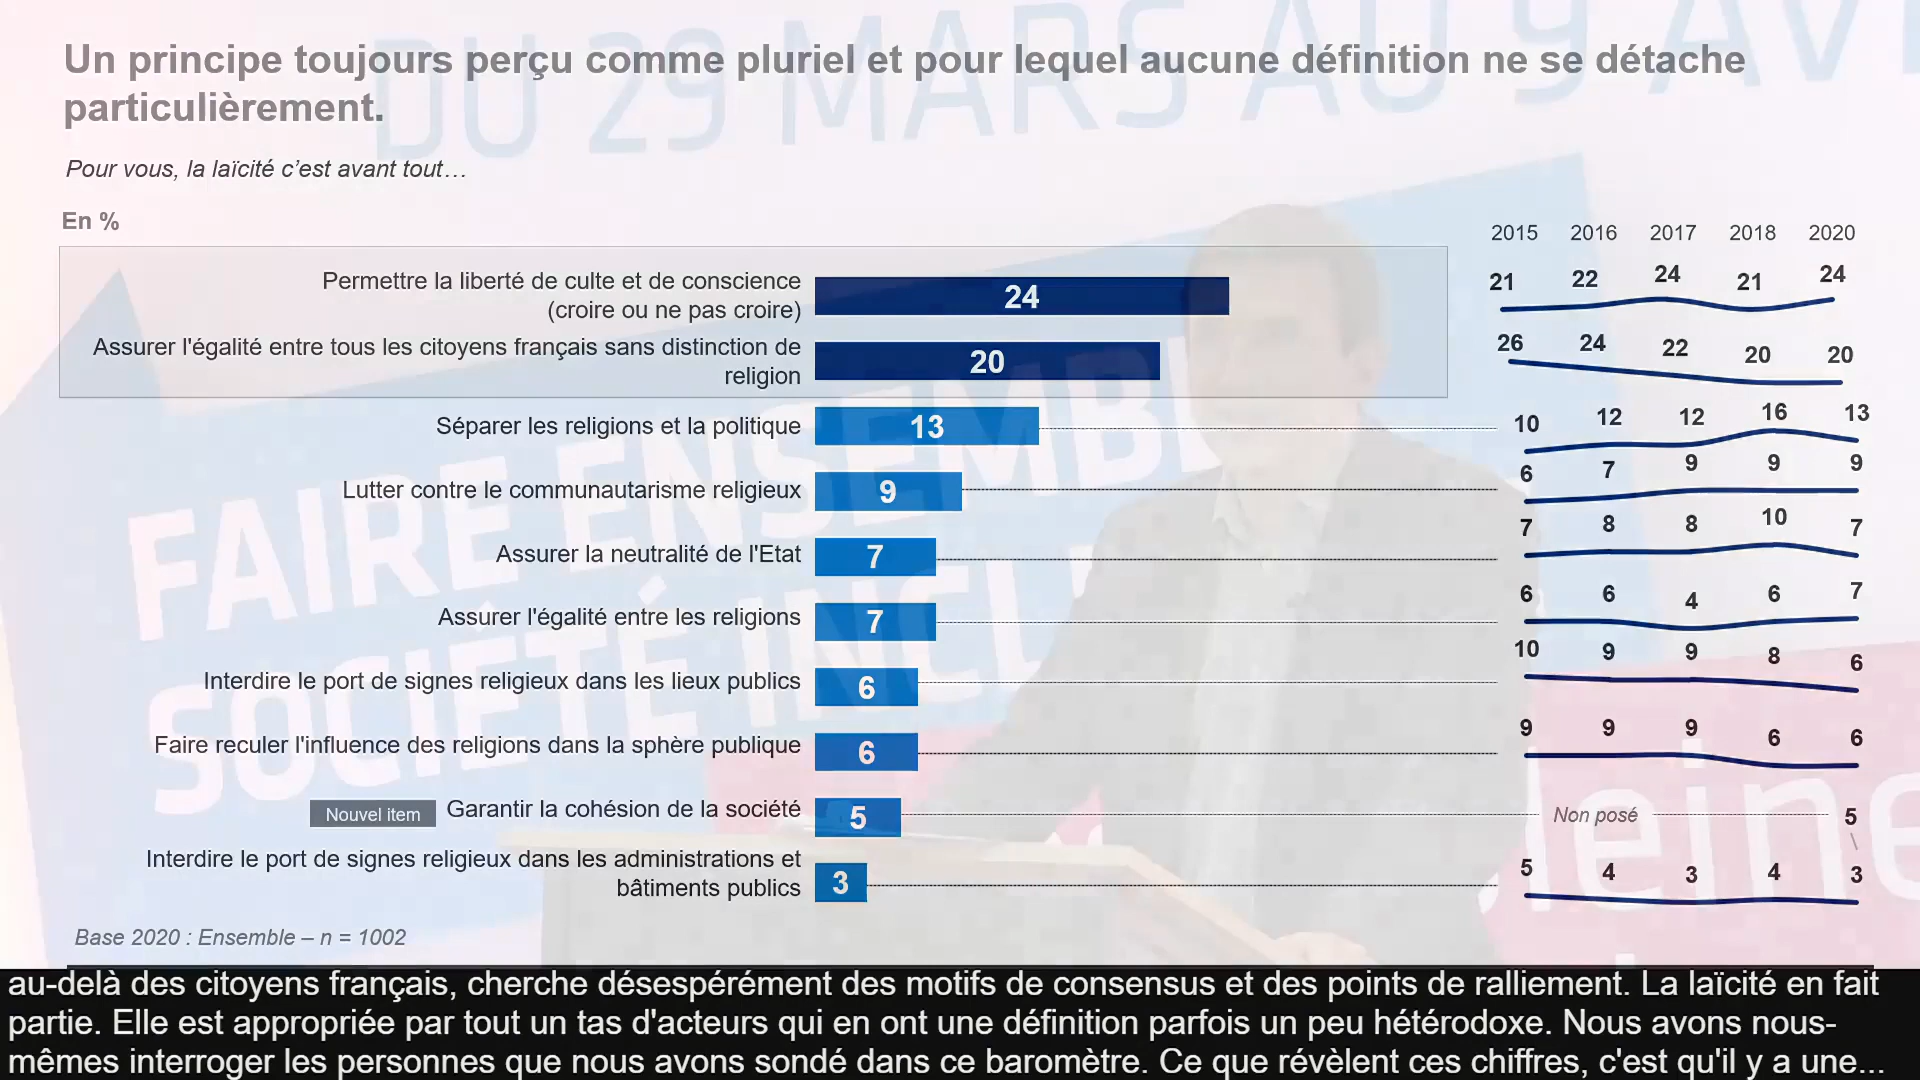 DU 29 MARS AU 9 AV
Un principe toujours perçu comme pluriel et pour lequel aucune définition ne se détache
particulièrement.
Pour vous, la laïcité c’est avant tout…
En %
2015 2016 2017 2018 2020
Permettre la liberté de culte et de conscience
(croire ou ne pas croire)
24
21 22 24 21 24
Assurer l'égalité entre tous les citoyens français sans distinction de
religion
20
26 24 22 20 20
Séparer les religions et la politique
13
10 12 12 16 13
Lutter contre le communautarisme religieux
9
6 7 9 9 9
Assurer la neutralité de l'Etat
7
7 8 8 10 7
Assurer l'égalité entre les religions
7
6 6 4 6 7
Interdire le port de signes religieux dans les lieux publics
6
10 9 9 8 6
Faire reculer l'influence des religions dans la sphère publique
6
9 9 9 6 6
Nouvel item Garantir la cohésion de la société
5
Non posé 5
Interdire le port de signes religieux dans les administrations et
bâtiments publics
3
5 4 3 4 3
FAIRE ENSEMBL
SOCIÉTÉ INCL
leine
Base 2020 : Ensemble – n = 1002
au-delà des citoyens français, cherche désespérément des motifs de consensus et des points de ralliement. La laïcité en fait
partie. Elle est appropriée par tout un tas d'acteurs qui en ont une définition parfois un peu hétérodoxe. Nous avons nous-
mêmes interroger les personnes que nous avons sondé dans ce baromètre. Ce que révèlent ces chiffres, c'est qu'il y a une...